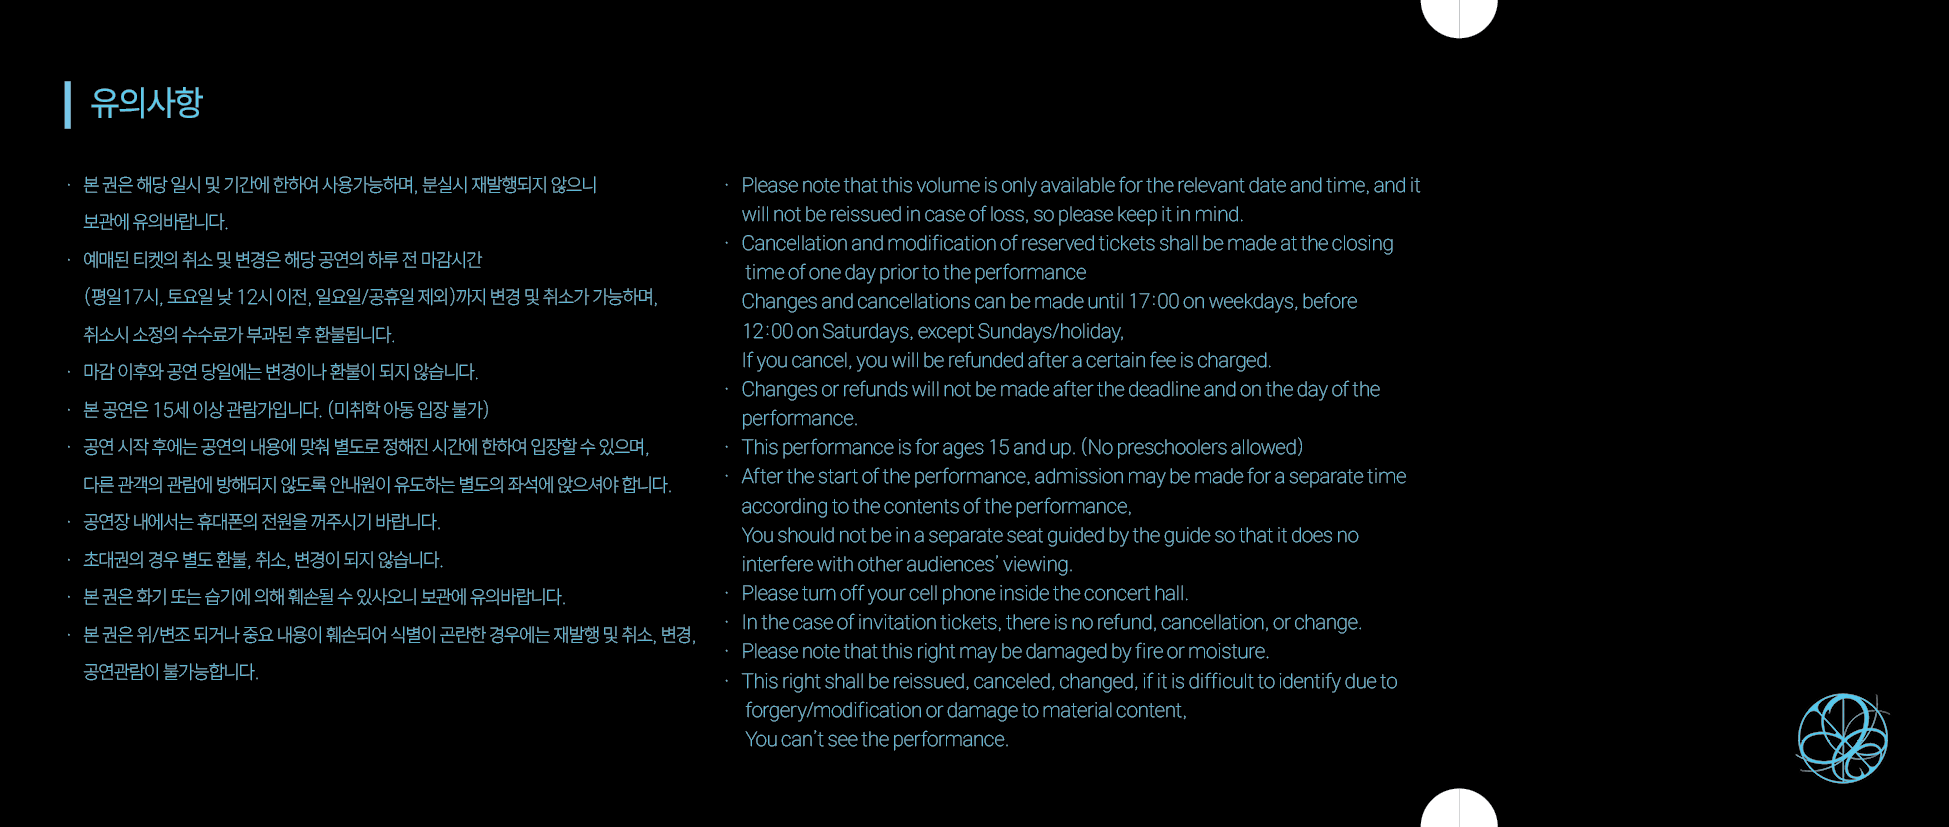 유의사항
· 본 권은 해당 일시 및 기간에 한하여 사용가능하며, 분실시 재발행되지 않으니
보관에 유의바랍니다.
· 예매된 티켓의 취소 및 변경은 해당 공연의 하루 전 마감시간
(평일17시, 토요일 낮 12시 이전, 일요일/공휴일 제외)까지 변경 및 취소가 가능하며,
취소시 소정의 수수료가 부과된 후 환불됩니다.
· 마감 이후와 공연 당일에는 변경이나 환불이 되지 않습니다.
· 본 공연은 15세 이상 관람가입니다. (미취학 아동 입장 불가)
· 공연 시작 후에는 공연의 내용에 맞춰 별도로 정해진 시간에 한하여 입장할 수 있으며,
다른 관객의 관람에 방해되지 않도록 안내원이 유도하는 별도의 좌석에 앉으셔야 합니다.
· 공연장 내에서는 휴대폰의 전원을 꺼주시기 바랍니다.
· 초대권의 경우 별도 환불, 취소, 변경이 되지 않습니다.
· 본 권은 화기 또는 습기에 의해 훼손될 수 있사오니 보관에 유의바랍니다.
· 본 권은 위/변조 되거나 중요 내용이 훼손되어 식별이 곤란한 경우에는 재발행 및 취소, 변경,
공연관람이 불가능합니다.
· Please note that this volume is only available for the relevant date and time, and it
will not be reissued in case of loss, so please keep it in mind.
· Cancellation and modification of reserved tickets shall be made at the closing
time of one day prior to the performance
Changes and cancellations can be made until 17:00 on weekdays, before
12:00 on Saturdays, except Sundays/holiday,
If you cancel, you will be refunded after a certain fee is charged.
· Changes or refunds will not be made after the deadline and on the day of the
performance.
· This performance is for ages 15 and up. (No preschoolers allowed)
· After the start of the performance, admission may be made for a separate time
according to the contents of the performance,
You should not be in a separate seat guided by the guide so that it does no
interfere with other audiences’ viewing.
· Please turn off your cell phone inside the concert hall.
· In the case of invitation tickets, there is no refund, cancellation, or change.
· Please note that this right may be damaged by fire or moisture.
· This right shall be reissued, canceled, changed, if it is difficult to identify due to
forgery/modification or damage to material content,
You can’t see the performance.